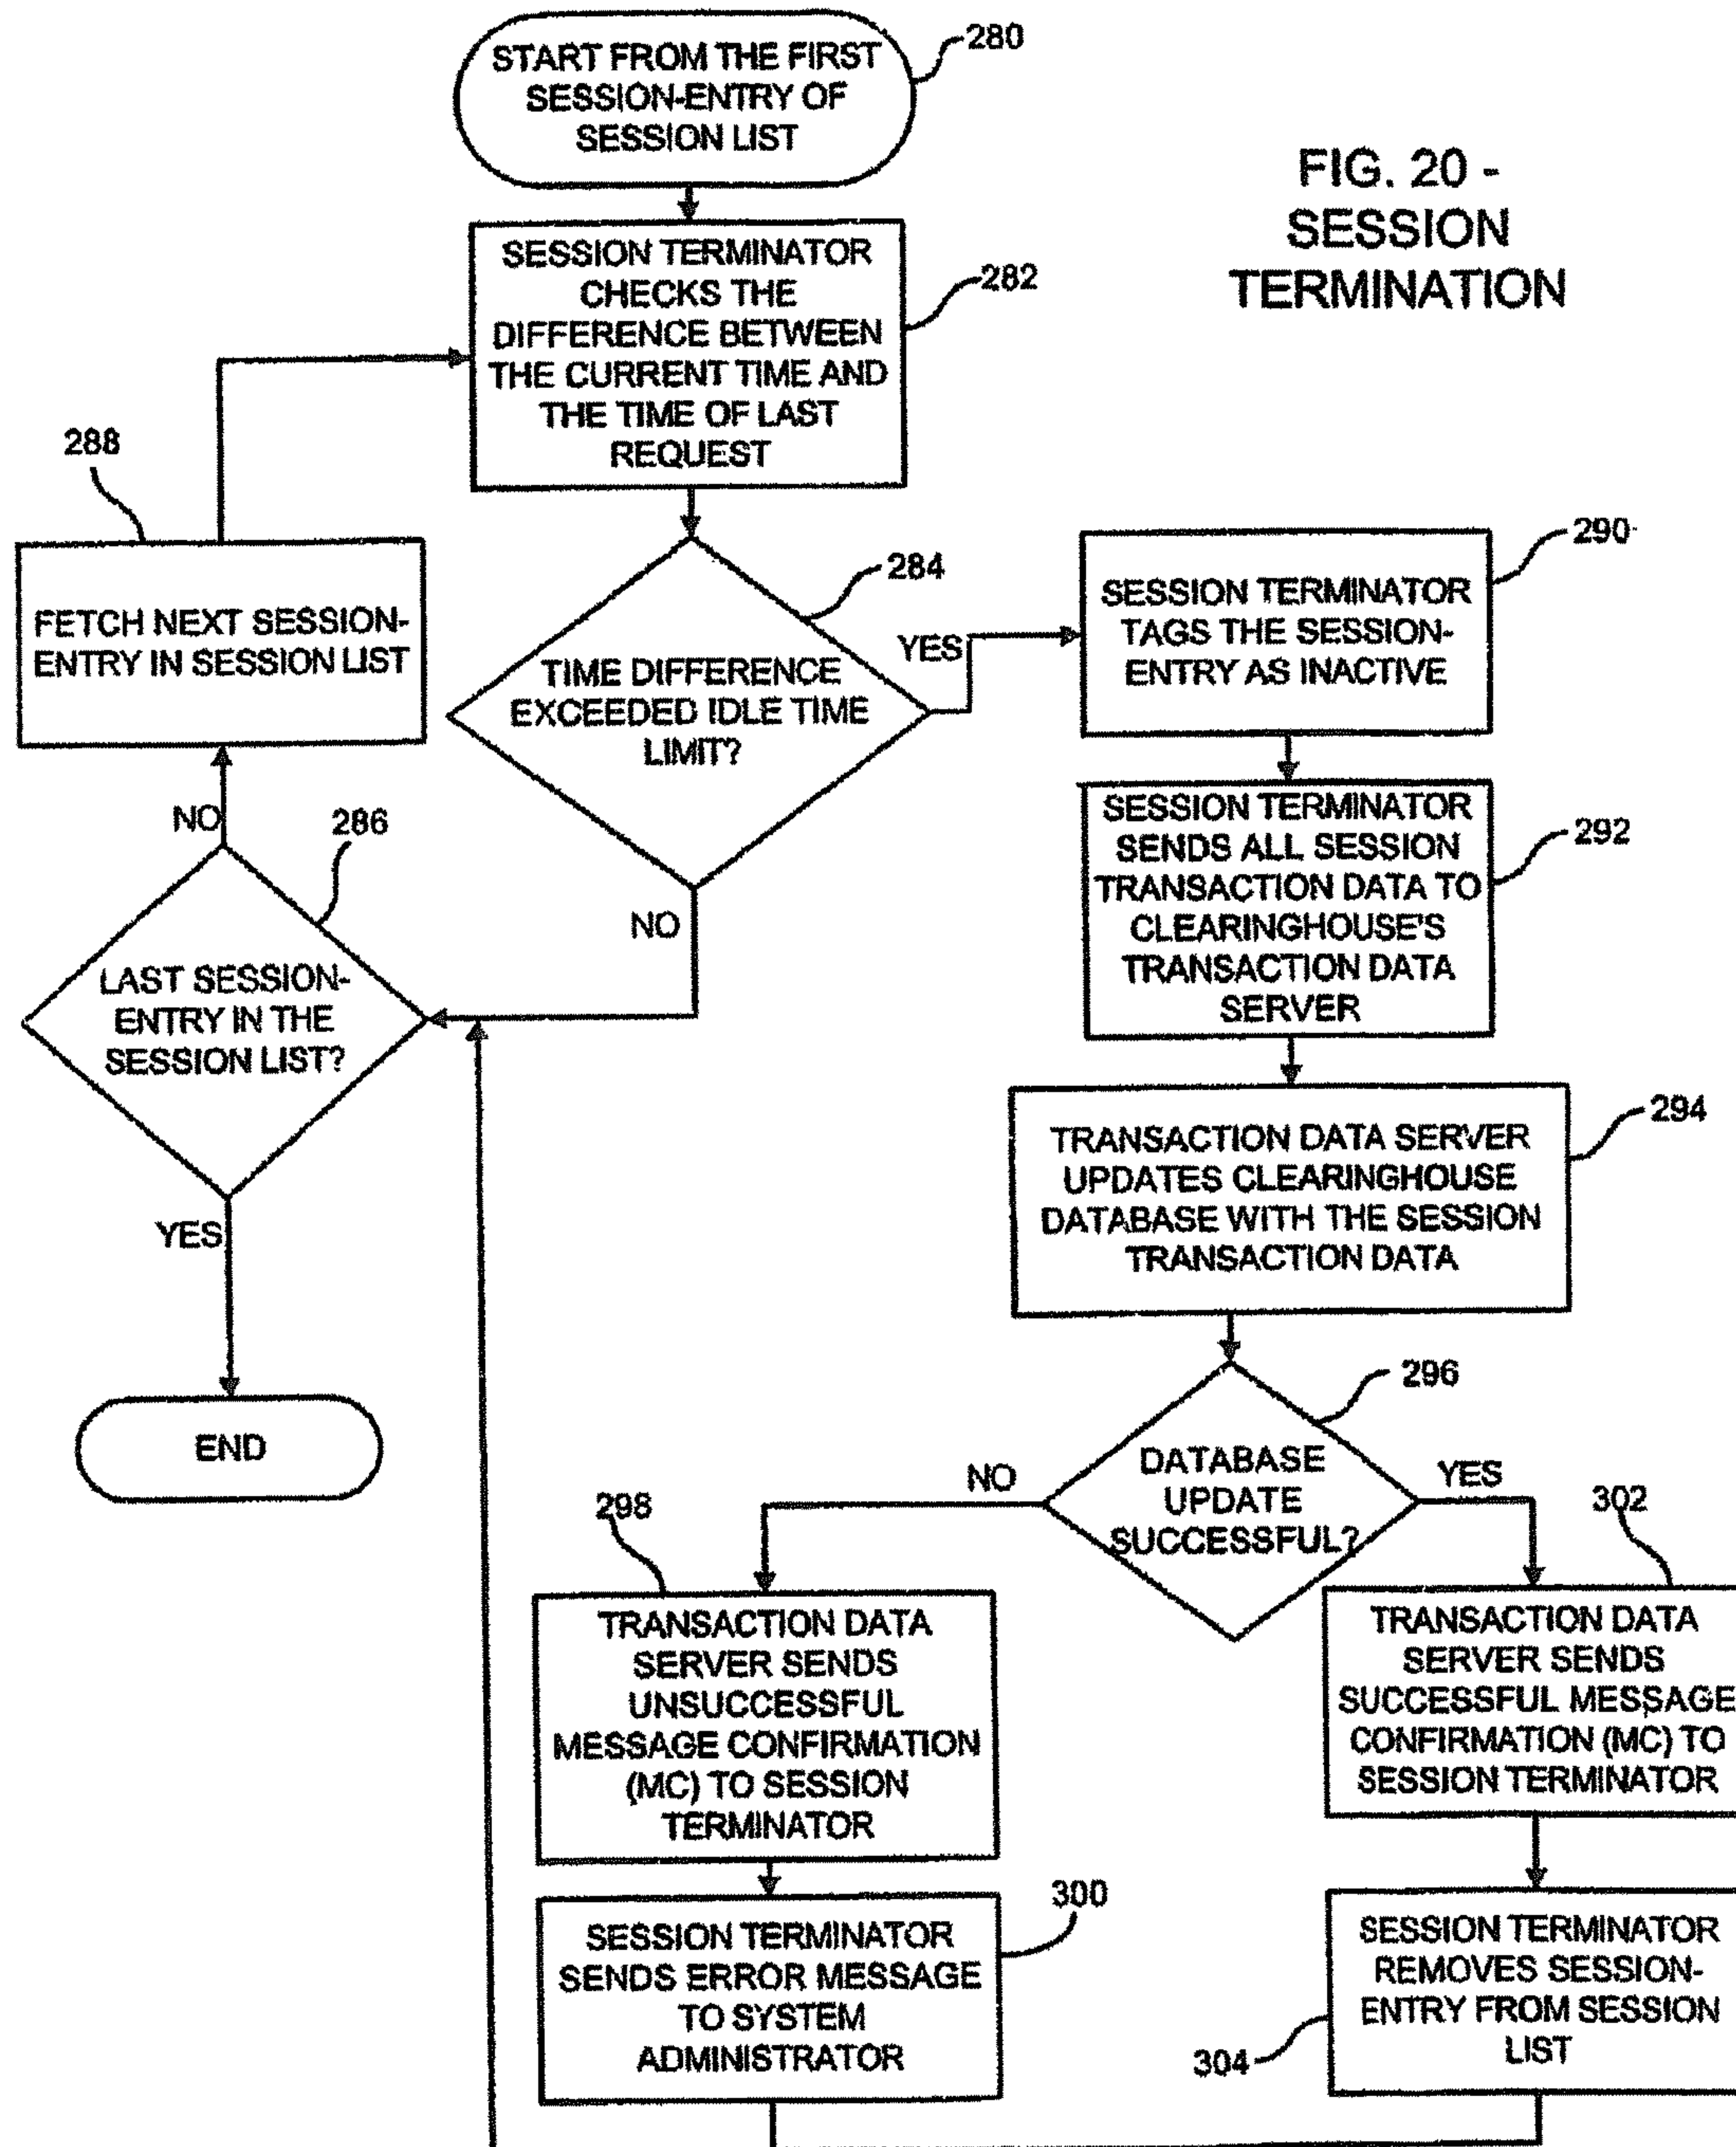 START FROM THE FIRST
SESSION-ENTRY OF
SESSION LIST
280
FIG. 20 -
SESSION
TERMINATION
SESSION TERMINATOR
CHECKS THE
DIFFERENCE BETWEEN
THE CURRENT TIME AND
THE TIME OF LAST
REQUEST
282
288
FETCH NEXT SESSION-
ENTRY IN SESSION LIST
284
TIME DIFFERENCE
EXCEEDED IDLE TIME
LIMIT?
YES
NO
290
SESSION TERMINATOR
TAGS THE SESSION-
ENTRY AS INACTIVE
NO
286
LAST SESSION-
ENTRY IN THE
SESSION LIST?
YES
END
SESSION TERMINATOR
SENDS ALL SESSION
TRANSACTION DATA TO
CLEARINGHOUSE'S
TRANSACTION DATA
SERVER
292
294
TRANSACTION DATA SERVER
UPDATES CLEARINGHOUSE
DATABASE WITH THE SESSION
TRANSACTION DATA
296
DATABASE
UPDATE
SUCCESSFUL?
NO
YES
298
TRANSACTION DATA
SERVER SENDS
UNSUCCESSFUL
MESSAGE CONFIRMATION
(MC) TO SESSION
TERMINATOR
302
TRANSACTION DATA
SERVER SENDS
SUCCESSFUL MESSAGE
CONFIRMATION (MC) TO
SESSION TERMINATOR
300
SESSION TERMINATOR
SENDS ERROR MESSAGE
TO SYSTEM
ADMINISTRATOR
304
SESSION TERMINATOR
REMOVES SESSION-
ENTRY FROM SESSION
LIST